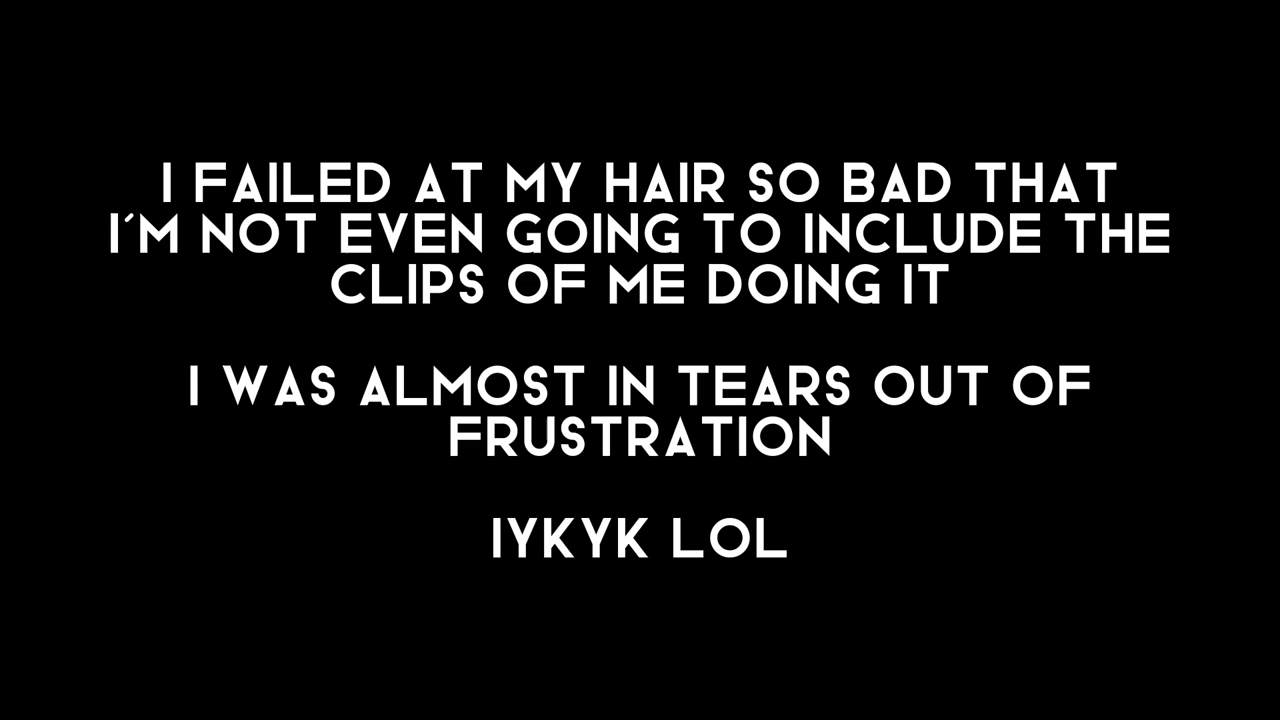 I FAILED AT MY HAIR SO BAD THAT
I'M NOT EVEN GOING TO INCLUDE THE
CLIPS OF ME DOING IT
I WAS ALMOST IN TEARS OUT OF
FRUSTRATION
IYKYK LOL